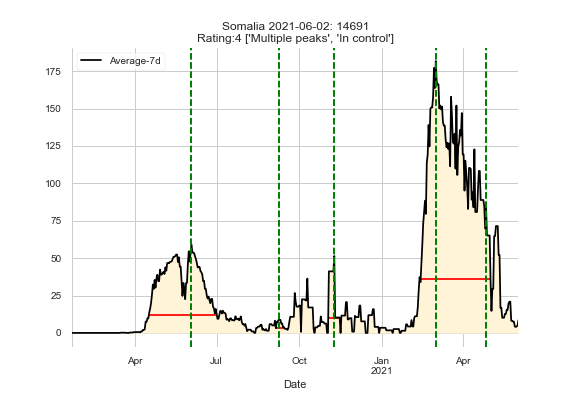 Somalia 2021-06-02: 14691
Rating:4 ['Multiple peaks', 'In control']
Average-7d
175
150
125
100
75
50
25
0
Apr Jul Oct Jan Apr
2021
Date